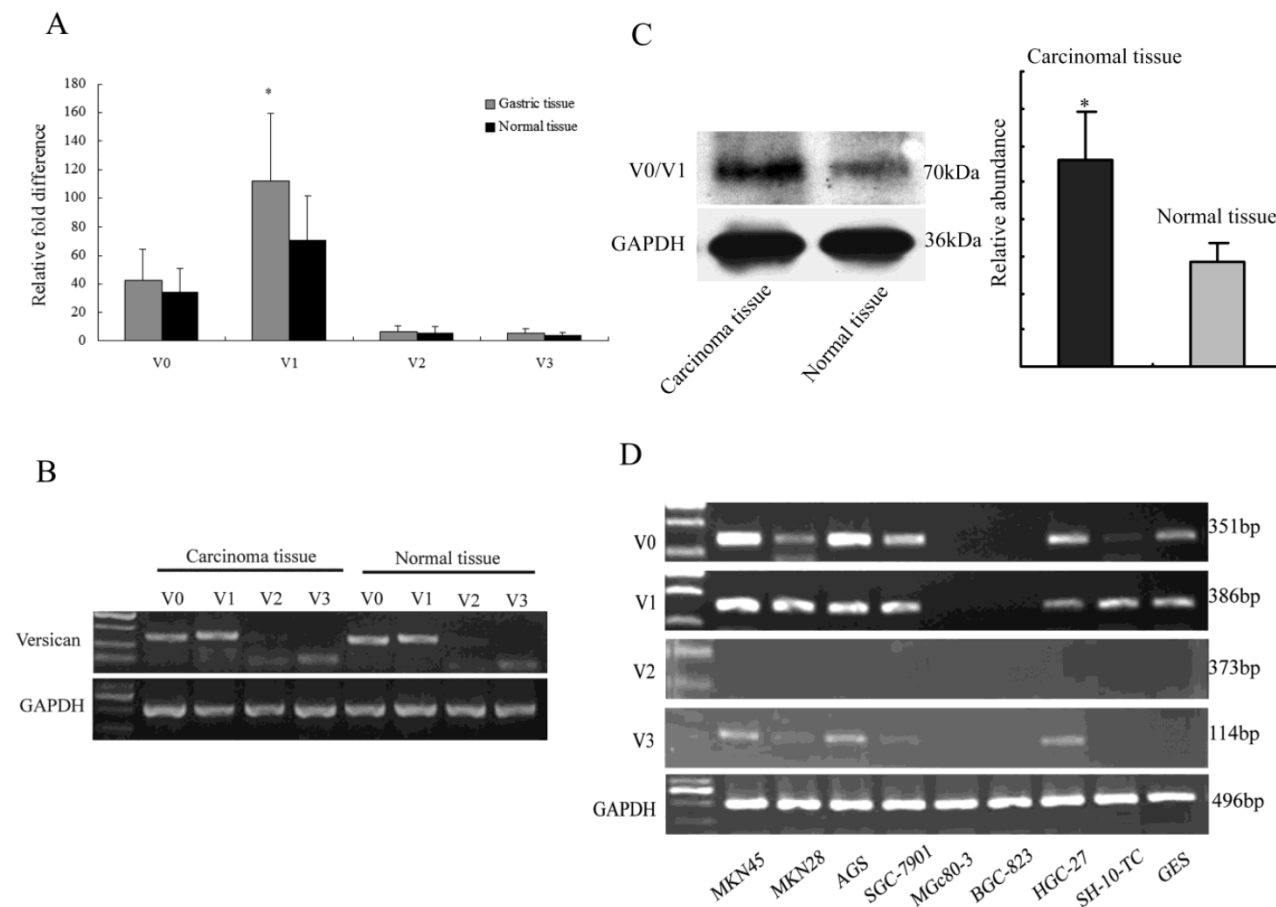 A
180
160
140
120
100
80
60
40
20
0
Relative fold difference
*
Gastric tissue
Normal tissue
V0 V1 V2 V3
C
V0/V1 70kDa
GAPDH 36kDa
Carcinoma tissue
Normal tissue
Carcinomal tissue
*
Normal tissue
Relative abundance
B
Carcinoma tissue Normal tissue
V0 V1 V2 V3 V0 V1 V2 V3
Versican
GAPDH
D
V0 351bp
V1 386bp
V2 373bp
V3 114bp
GAPDH 496bp
MKN45 MKN28 AGS SGC-7901 MGc80-3 BGC-823 HGC-27 SH-10-TC GES